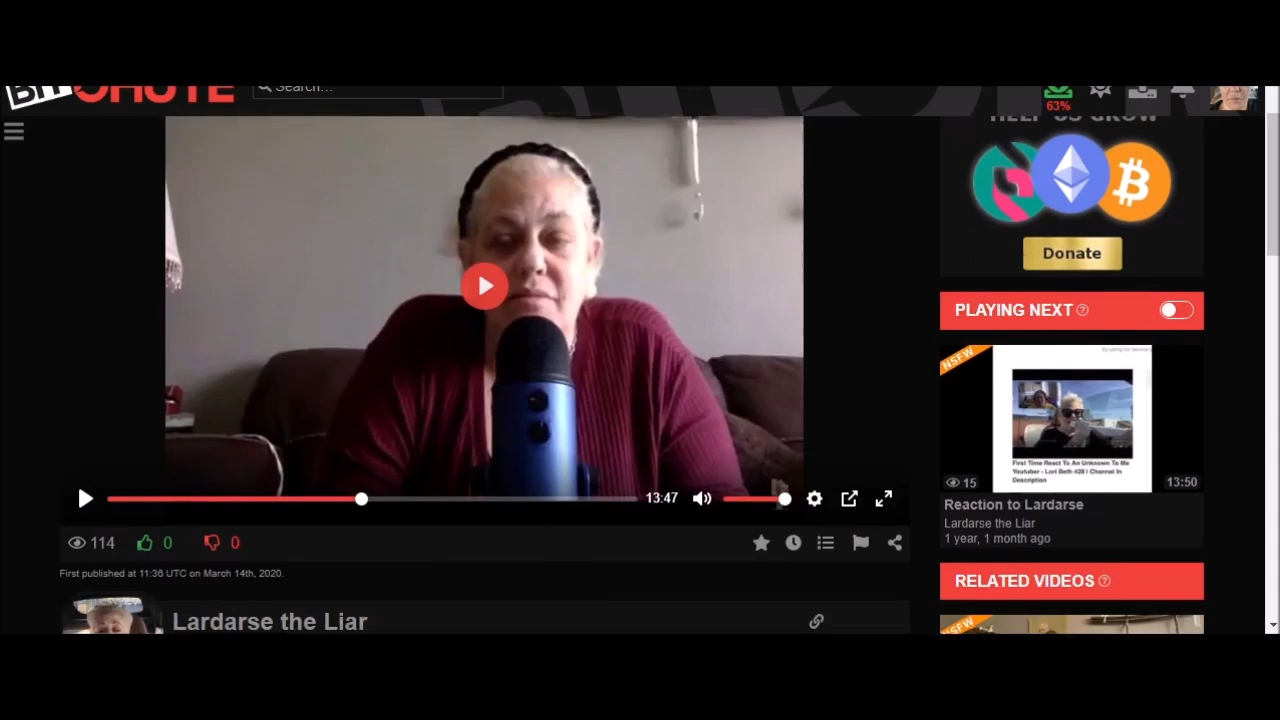 BITCHUTE
Search...
63%
HELP US GROW
Donate
PLAYING NEXT
NSFW
First Time React To An Unknown To Me
Youtuber - Lori Beth #28 | Channel In
Description
15
13:50
Reaction to Lardarse
Lardarse the Liar
1 year, 1 month ago
13:47
114
0
0
First published at 11:36 UTC on March 14th, 2020.
RELATED VIDEOS
Lardarse the Liar
NSFW